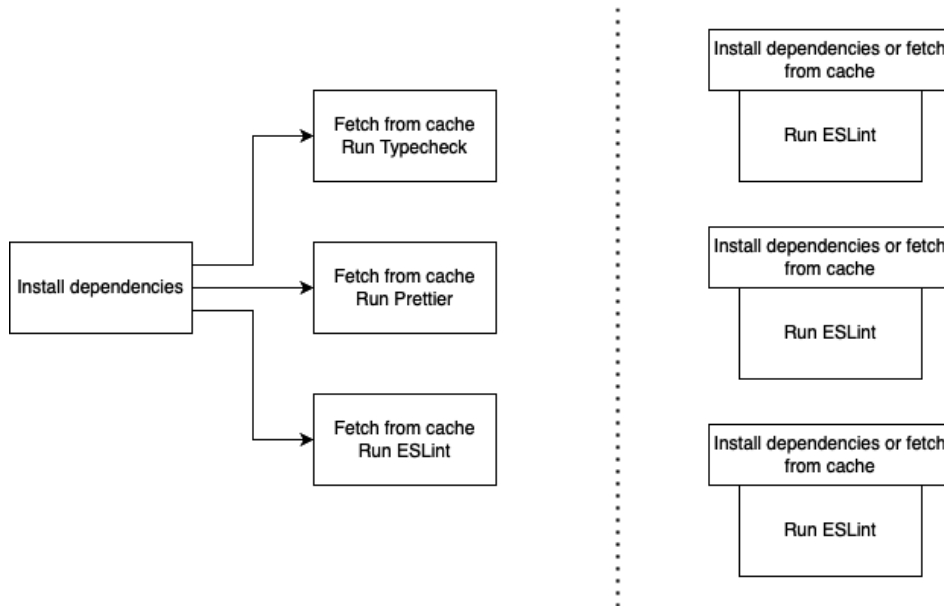 Install dependencies
Fetch from cache
Run Typecheck
Fetch from cache
Run Prettier
Fetch from cache
Run ESLint
Install dependencies or fetch
from cache
Run ESLint
Install dependencies or fetch
from cache
Run ESLint
Install dependencies or fetch
from cache
Run ESLint